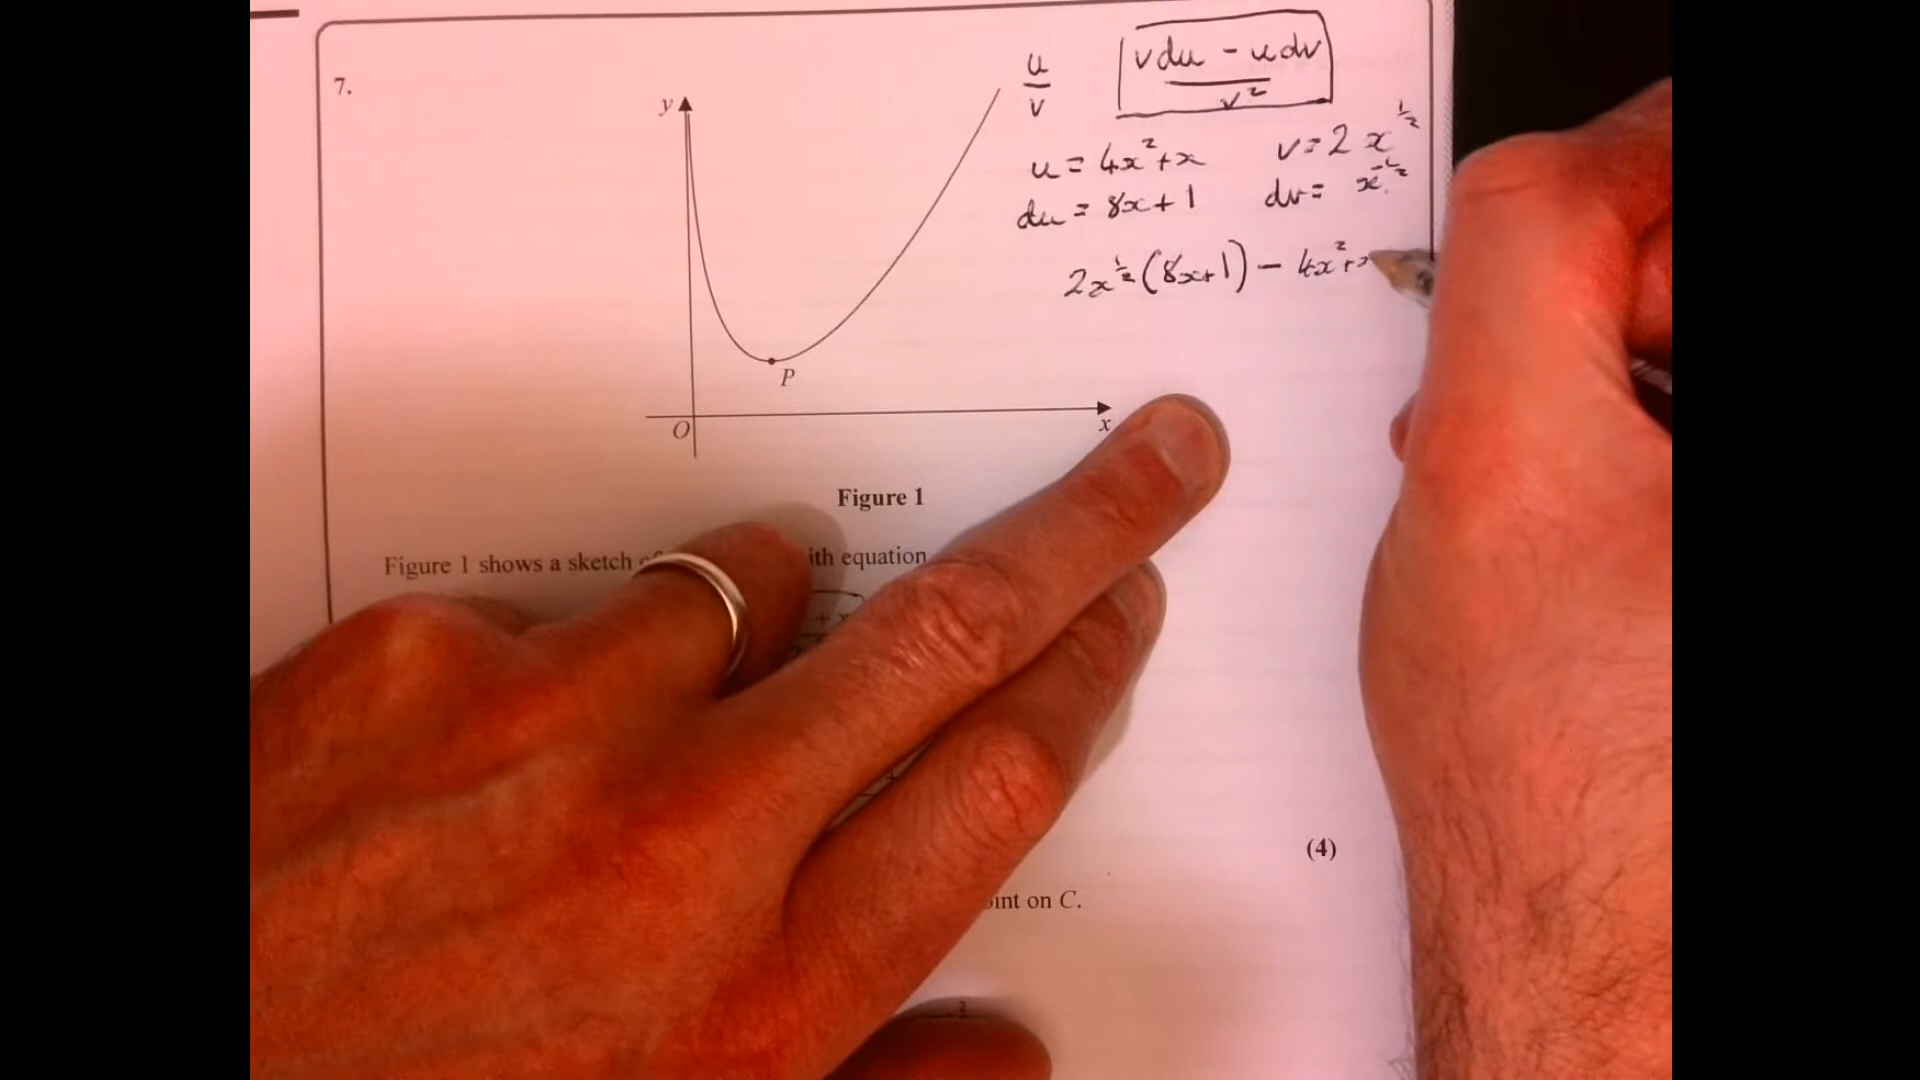 7.
y
u/v
vdu - udv / v²
u = 4x² + x
v = 2x^½
du = 8x + 1
dv = x^-½
2x^½ (8x+1) - 4x² + x
P
O
x
Figure 1
Figure 1 shows a sketch ith equation
+ x
(4)
int on C.
2